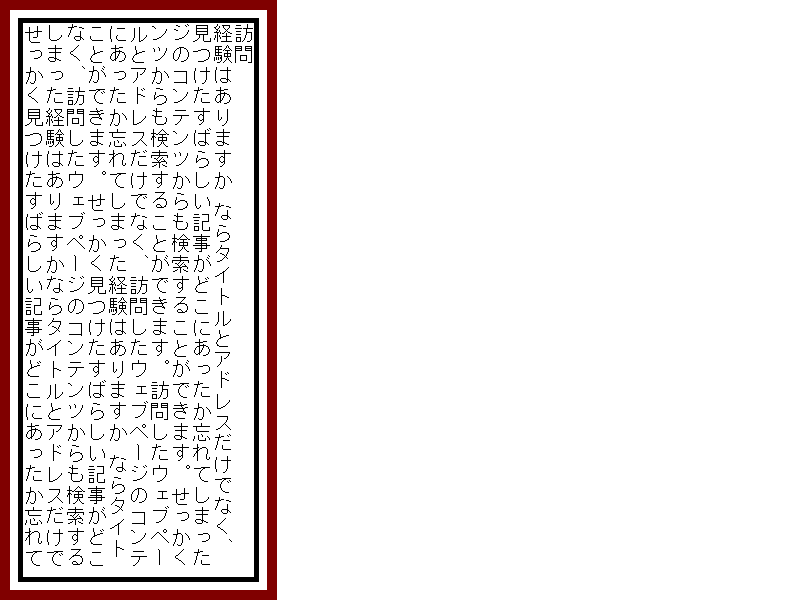 せっかく見つけたすばらしい記事がどこにあったか忘れて
しまった経験はありますかならタイトルとアドレスだけで
なく、訪問したウェブページのコンテンツからも検索する
ことができます。せっかく見つけたすばらしい記事がどこ
にあったか忘れてしまった経験はありますか ならタイト
ルとアドレスだけでなく、訪問したウェブページのコンテ
ンツからも検索することができます。訪問したウェブペー
ジのコンテンツからも検索することができます。せっかく
見つけたすばらしい記事がどこにあったか忘れてしまった
経験はありますか ならタイトルとアドレスだけでなく、
訪問